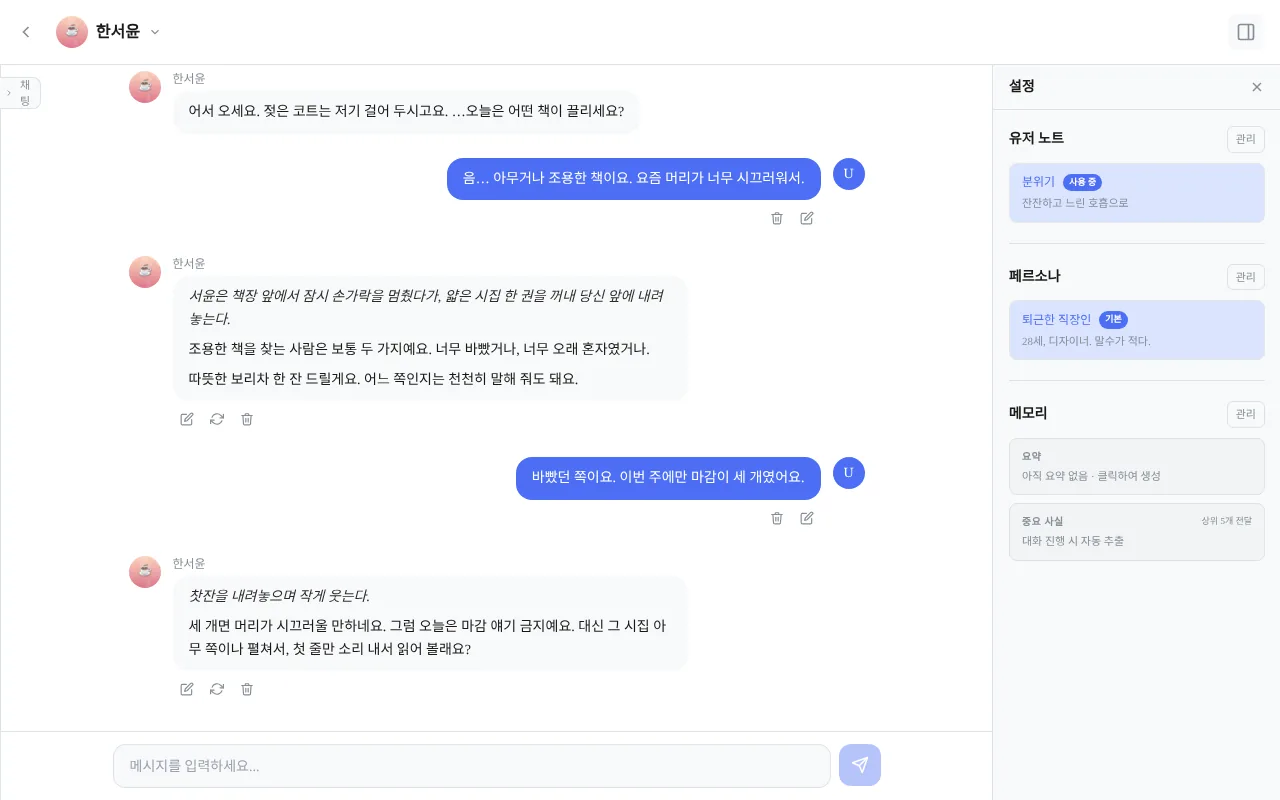 한서윤
채
팅
한서윤
어서 오세요. 젖은 코트는 저기 걸어 두시고요. …오늘은 어떤 책이 끌리세요?
음… 아무거나 조용한 책이요. 요즘 머리가 너무 시끄러워서.
U
한서윤
서윤은 책장 앞에서 잠시 손가락을 멈췄다가, 얇은 시집 한 권을 꺼내 당신 앞에 내려
놓는다.
조용한 책을 찾는 사람은 보통 두 가지예요. 너무 바빴거나, 너무 오래 혼자였거나.
따뜻한 보리차 한 잔 드릴게요. 어느 쪽인지는 천천히 말해 줘도 돼요.
바빴던 쪽이요. 이번 주에만 마감이 세 개였어요.
U
한서윤
찻잔을 내려놓으며 작게 웃는다.
세 개면 머리가 시끄러울 만하네요. 그럼 오늘은 마감 얘기 금지예요. 대신 그 시집 아
무 쪽이나 펼쳐서, 첫 줄만 소리 내서 읽어 볼래요?
메시지를 입력하세요...
설정
유저 노트
관리
분위기 사용 중
잔잔하고 느린 호흡으로
페르소나
관리
퇴근한 직장인 기본
28세, 디자이너. 말수가 적다.
메모리
관리
요약
아직 요약 없음 · 클릭하여 생성
중요 사실
상위 5개 전달
대화 진행 시 자동 추출